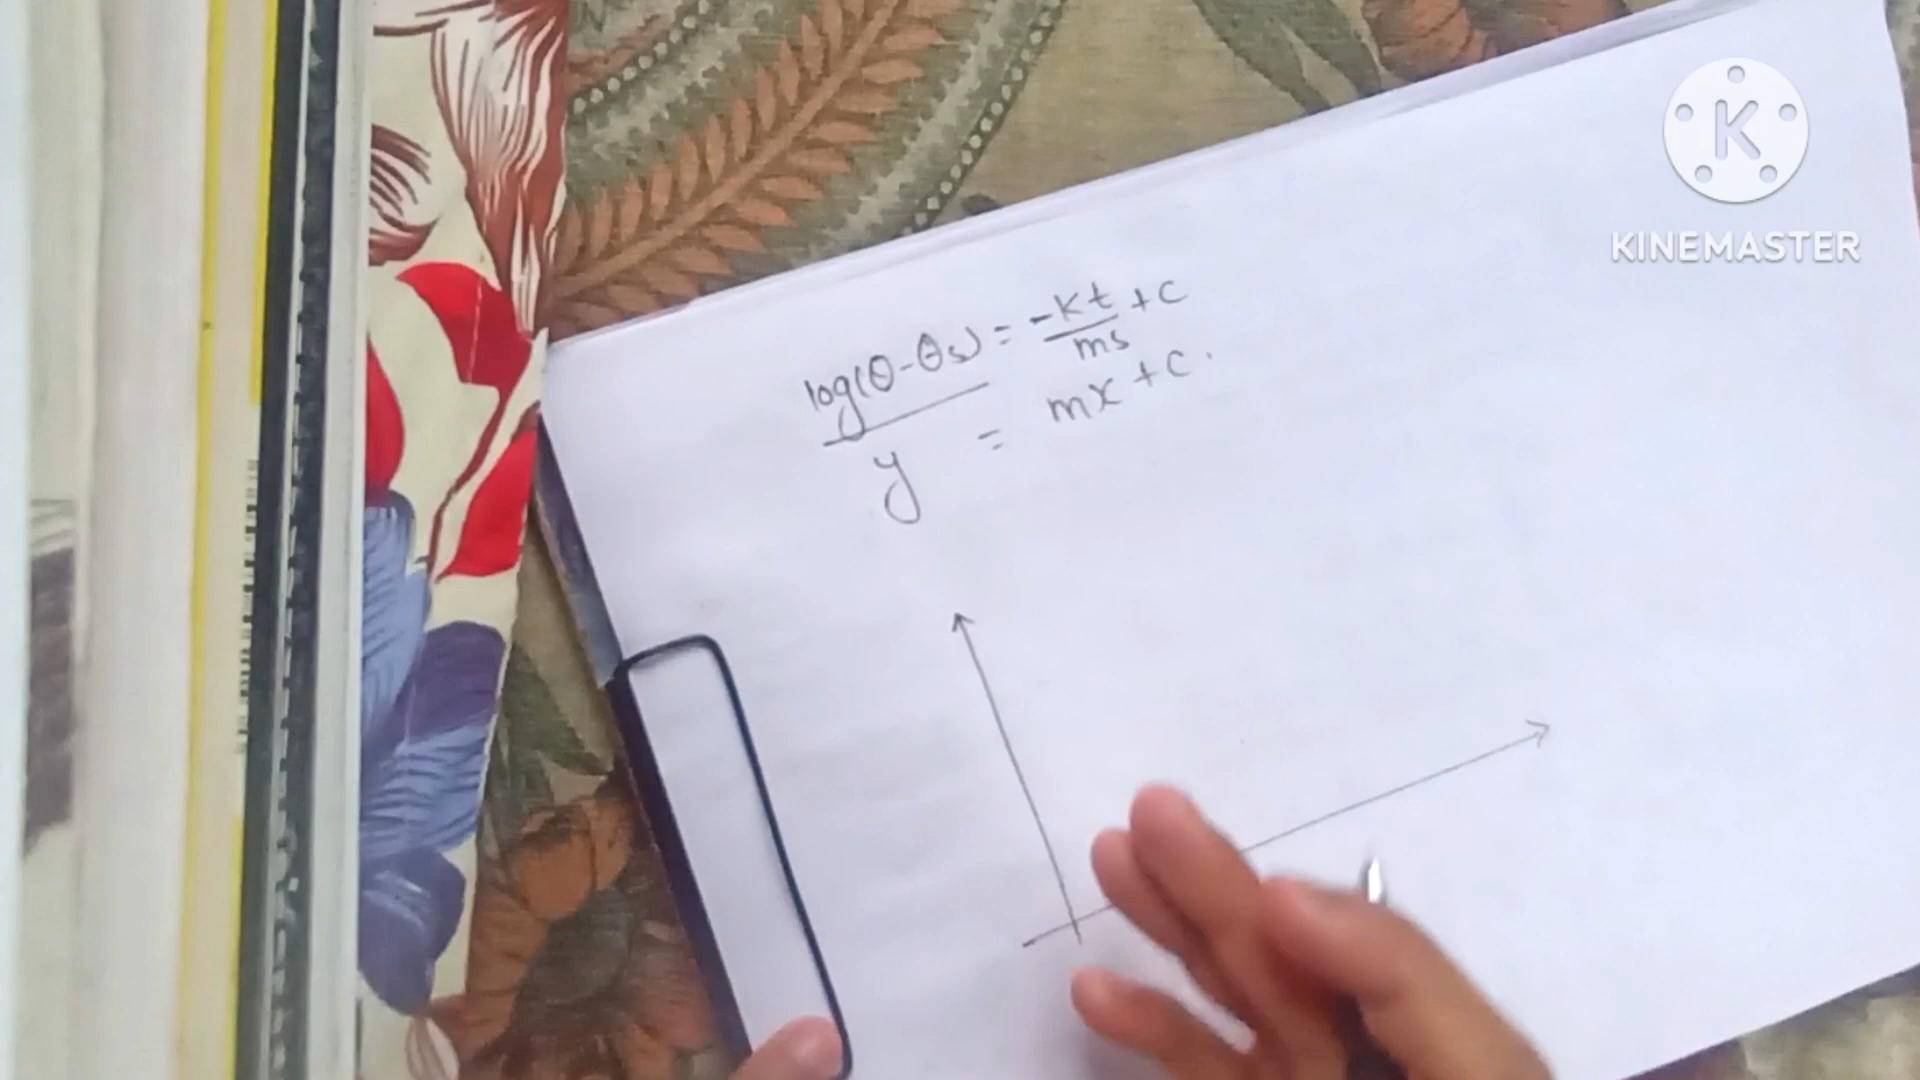 log(θ-θs) = -kt/ms + c
y = mx + c.
K
KINEMASTER